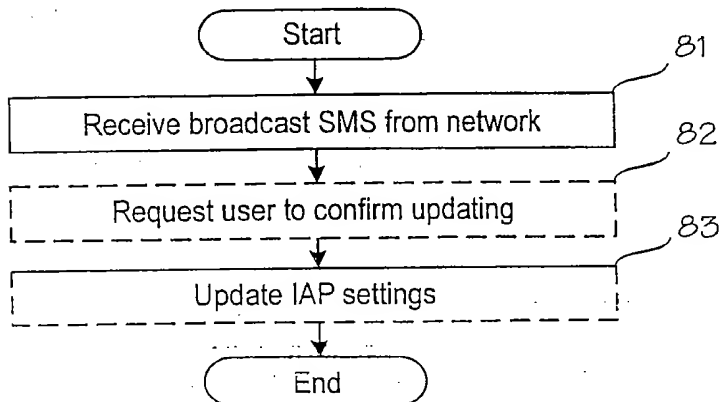 Start
81
Receive broadcast SMS from network
82
Request user to confirm updating
83
Update IAP settings
End